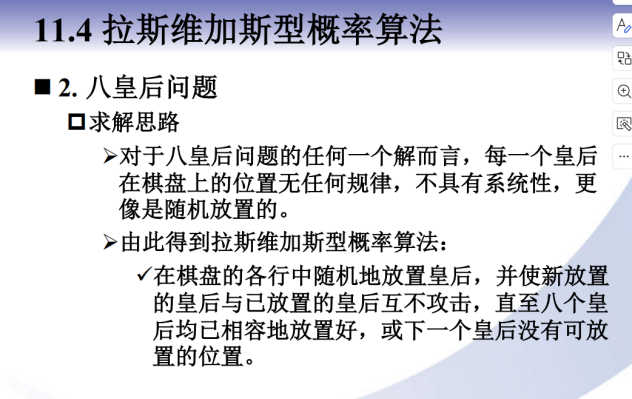 11.4 拉斯维加斯型概率算法
■ 2. 八皇后问题
求解思路
➢对于八皇后问题的任何一个解而言，每一个皇后
在棋盘上的位置无任何规律，不具有系统性，更
像是随机放置的。
➢由此得到拉斯维加斯型概率算法：
✓在棋盘的各行中随机地放置皇后，并使新放置
的皇后与已放置的皇后互不攻击，直至八个皇
后均已相容地放置好，或下一个皇后没有可放
置的位置。